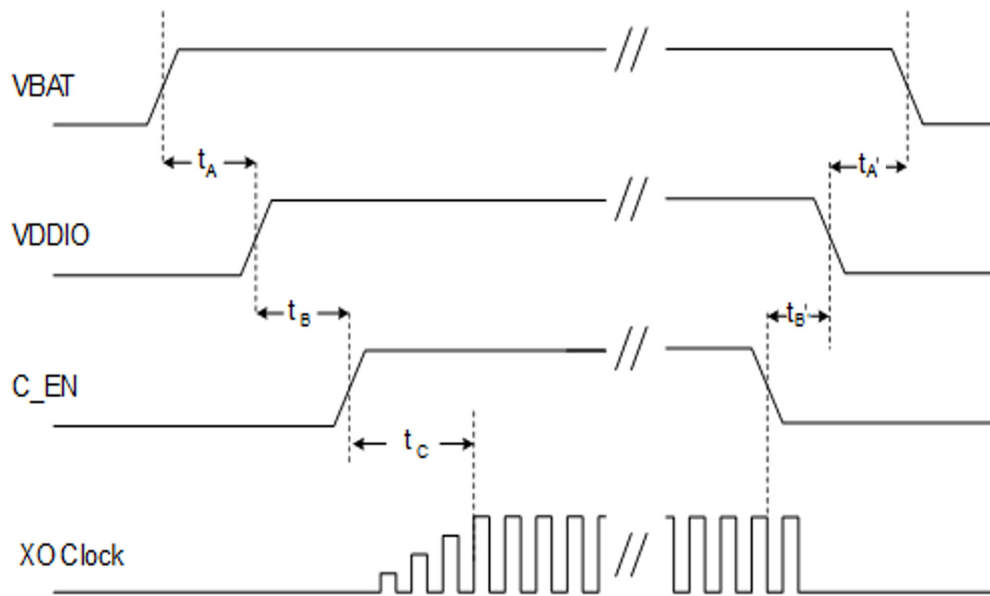 VBAT
tA tA'
VDDIO
tB tB'
C_EN
tC
XO Clock